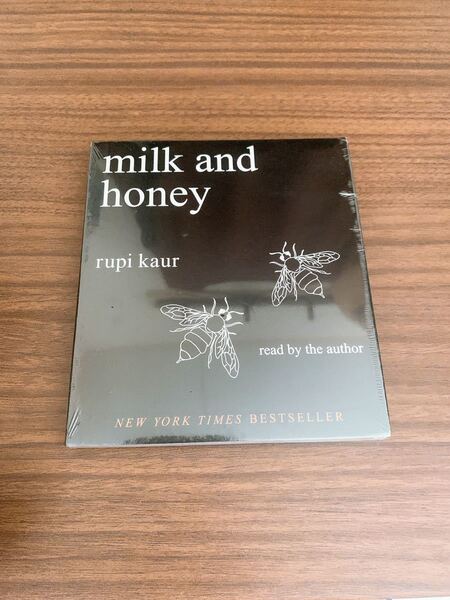 milk and
honey
rupi kaur
read by the author
NEW YORK TIMES BESTSELLER